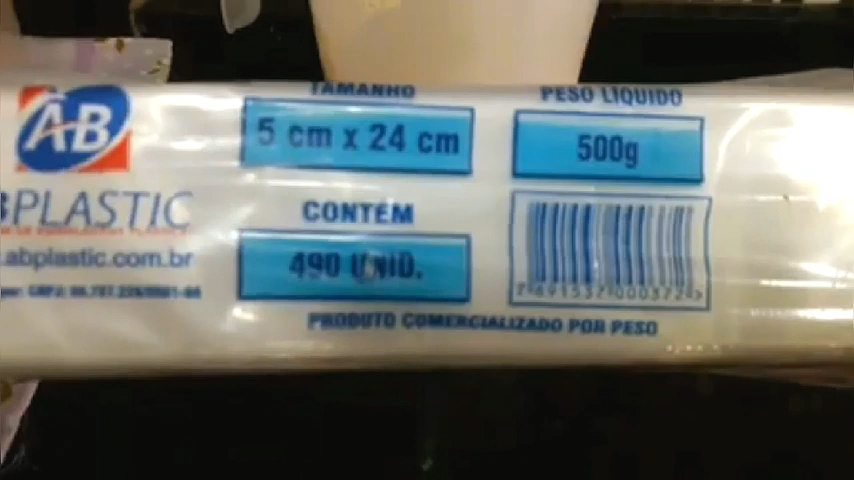 TAMANHO
5 cm x 24 cm
PESO LIQUIDO
500g
AB
BPLASTIC
abplastic.com.br
CONTÉM
490 UNID.
PRODUTO COMERCIALIZADO POR PESO